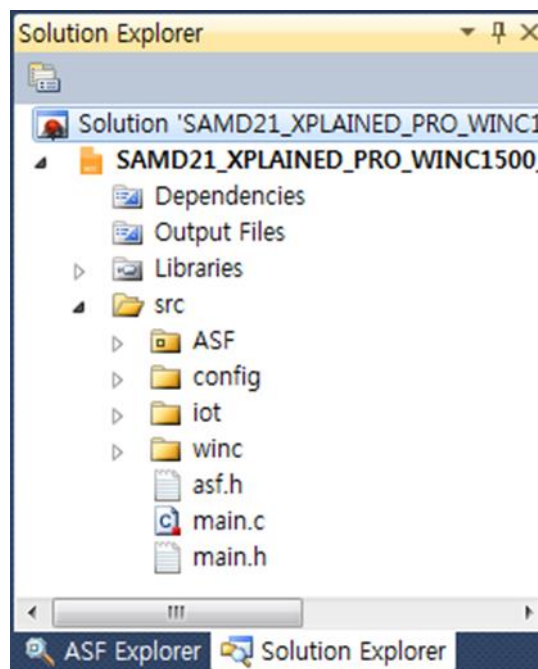 Solution Explorer
Solution 'SAMD21_XPLAINED_PRO_WINC1
SAMD21_XPLAINED_PRO_WINC1500_
Dependencies
Output Files
Libraries
src
ASF
config
iot
winc
asf.h
main.c
main.h
ASF Explorer Solution Explorer